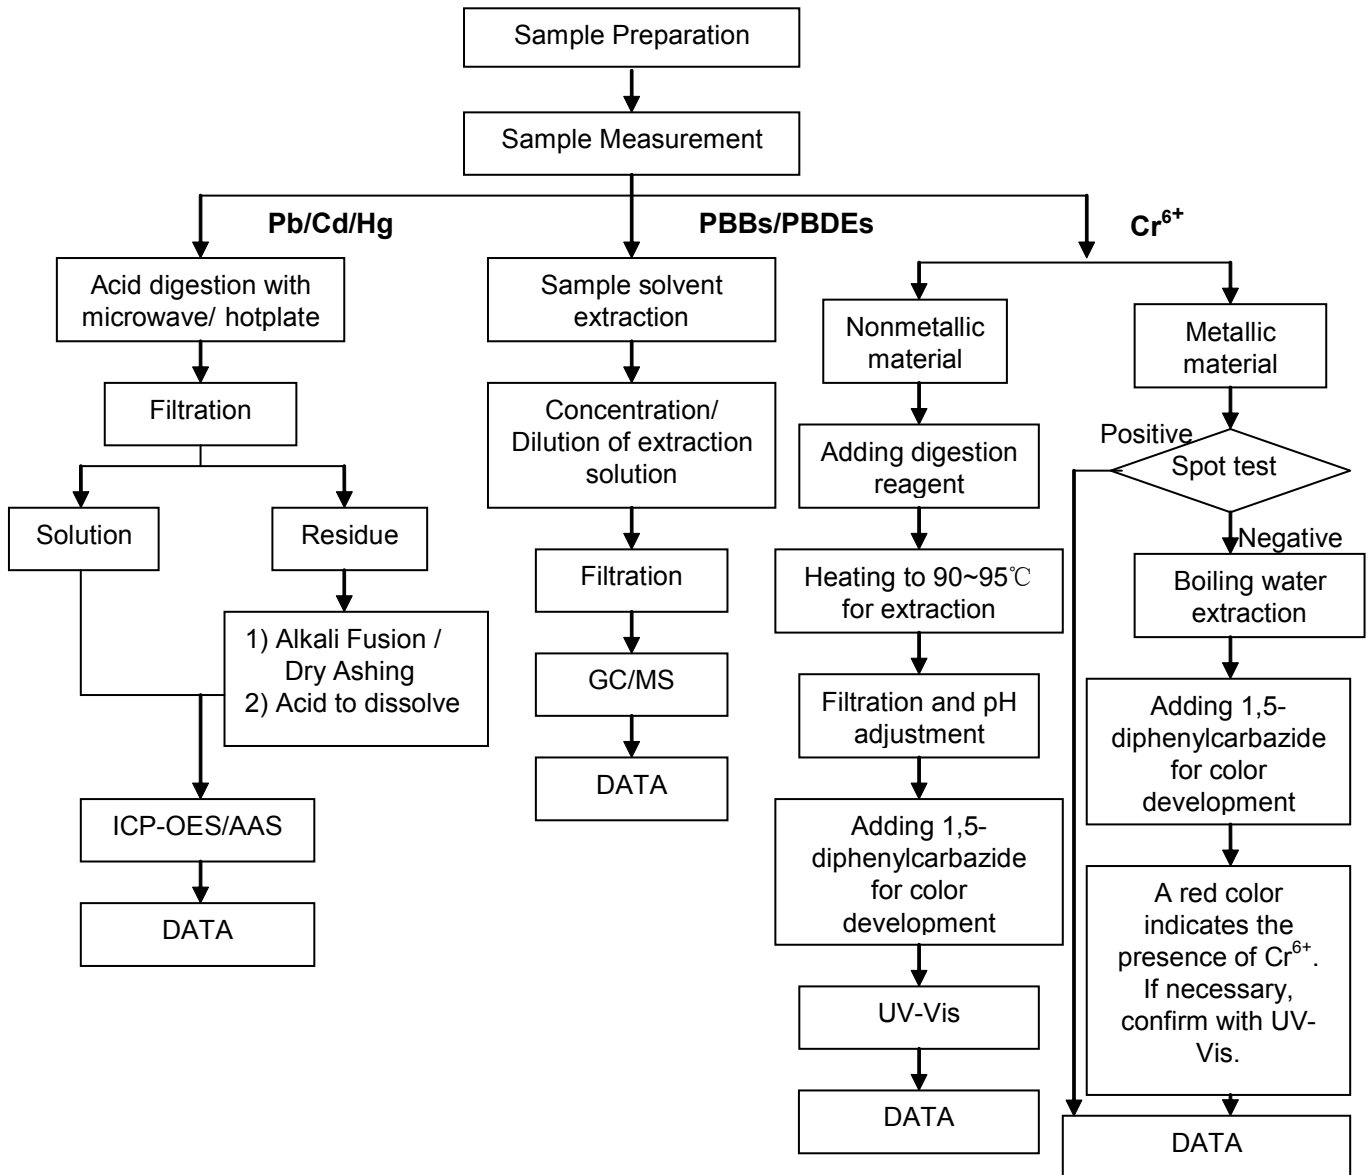 Sample Preparation
Sample Measurement
Pb/Cd/Hg
PBBs/PBDEs
Cr⁶⁺
Acid digestion with
microwave/ hotplate
Filtration
Solution
Residue
1) Alkali Fusion /
Dry Ashing
2) Acid to dissolve
ICP-OES/AAS
DATA
Sample solvent
extraction
Concentration/
Dilution of extraction
solution
Filtration
GC/MS
DATA
Nonmetallic
material
Adding digestion
reagent
Heating to 90~95℃
for extraction
Filtration and pH
adjustment
Adding 1,5-
diphenylcarbazide
for color
development
UV-Vis
DATA
Metallic
material
Positive
Spot test
Negative
Boiling water
extraction
Adding 1,5-
diphenylcarbazide
for color
development
A red color
indicates the
presence of Cr⁶⁺.
If necessary,
confirm with UV-
Vis.
DATA